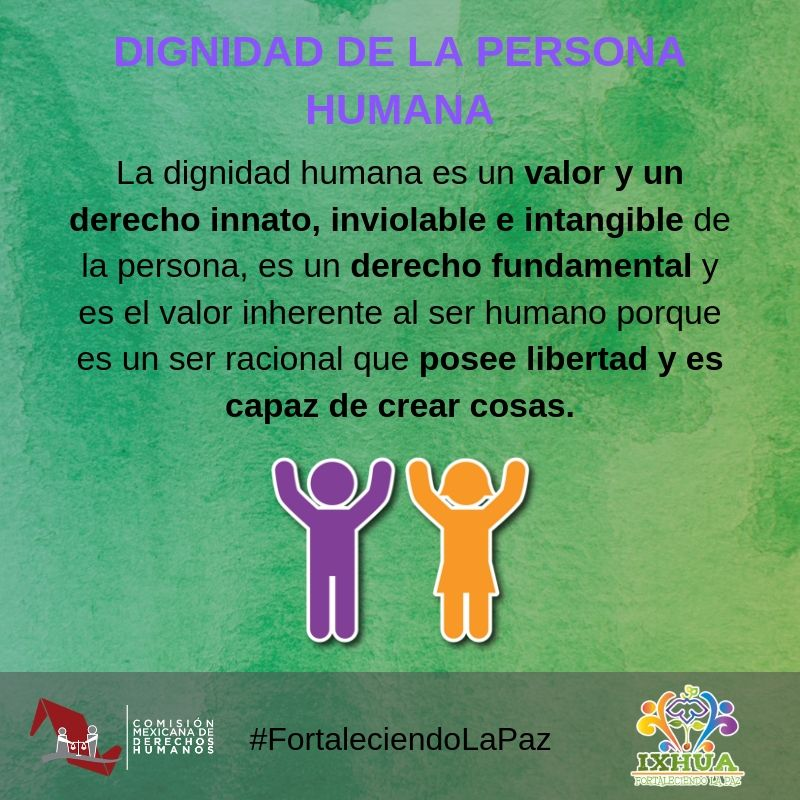 DIGNIDAD DE LA PERSONA
HUMANA
La dignidad humana es un valor y un
derecho innato, inviolable e intangible de
la persona, es un derecho fundamental y
es el valor inherente al ser humano porque
es un ser racional que posee libertad y es
capaz de crear cosas.
COMISIÓN
MEXICANA DE
DERECHOS
HUMANOS
#FortaleciendoLaPaz
IXHUA
FORTALECIENDO LA PAZ